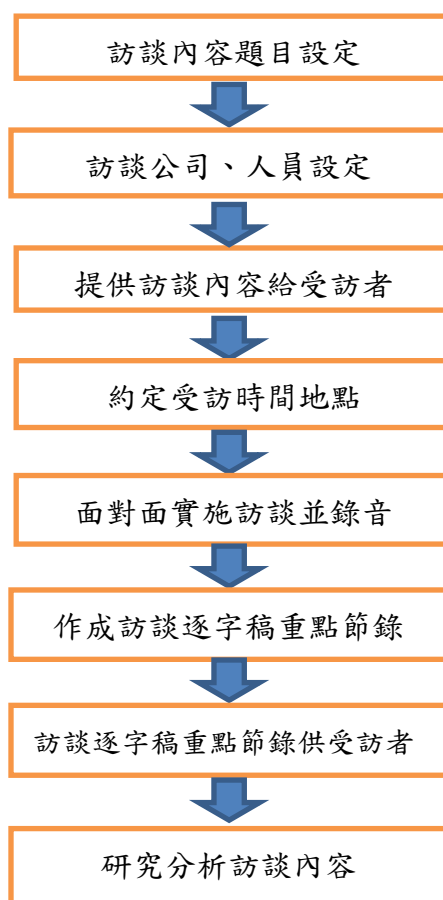 訪談內容題目設定
訪談公司、人員設定
提供訪談內容給受訪者
約定受訪時間地點
面對面實施訪談並錄音
作成訪談逐字稿重點節錄
訪談逐字稿重點節錄供受訪者
研究分析訪談內容